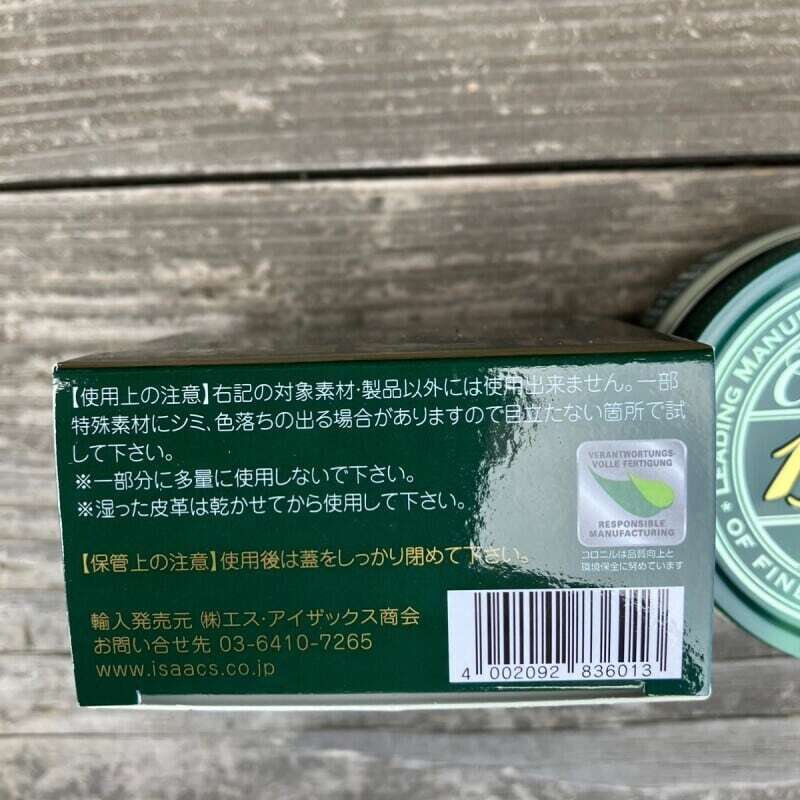 【使用上の注意】右記の対象素材・製品以外には使用出来ません。一部
特殊素材にシミ、色落ちの出る場合がありますので目立たない箇所で試
して下さい。
※一部分に多量に使用しないで下さい。
※湿った皮革は乾かせてから使用して下さい。
【保管上の注意】使用後は蓋をしっかり閉めて下さい。
輸入発売元 ㈱エス・アイザックス商会
お問い合せ先 03-6410-7265
www.isaacs.co.jp
VERANTWORTUNGS-
VOLLE FERTIGUNG
RESPONSIBLE
MANUFACTURING
コロニルは品質向上と
環境保全に努めています
4 002092 836013
LEADING
OF